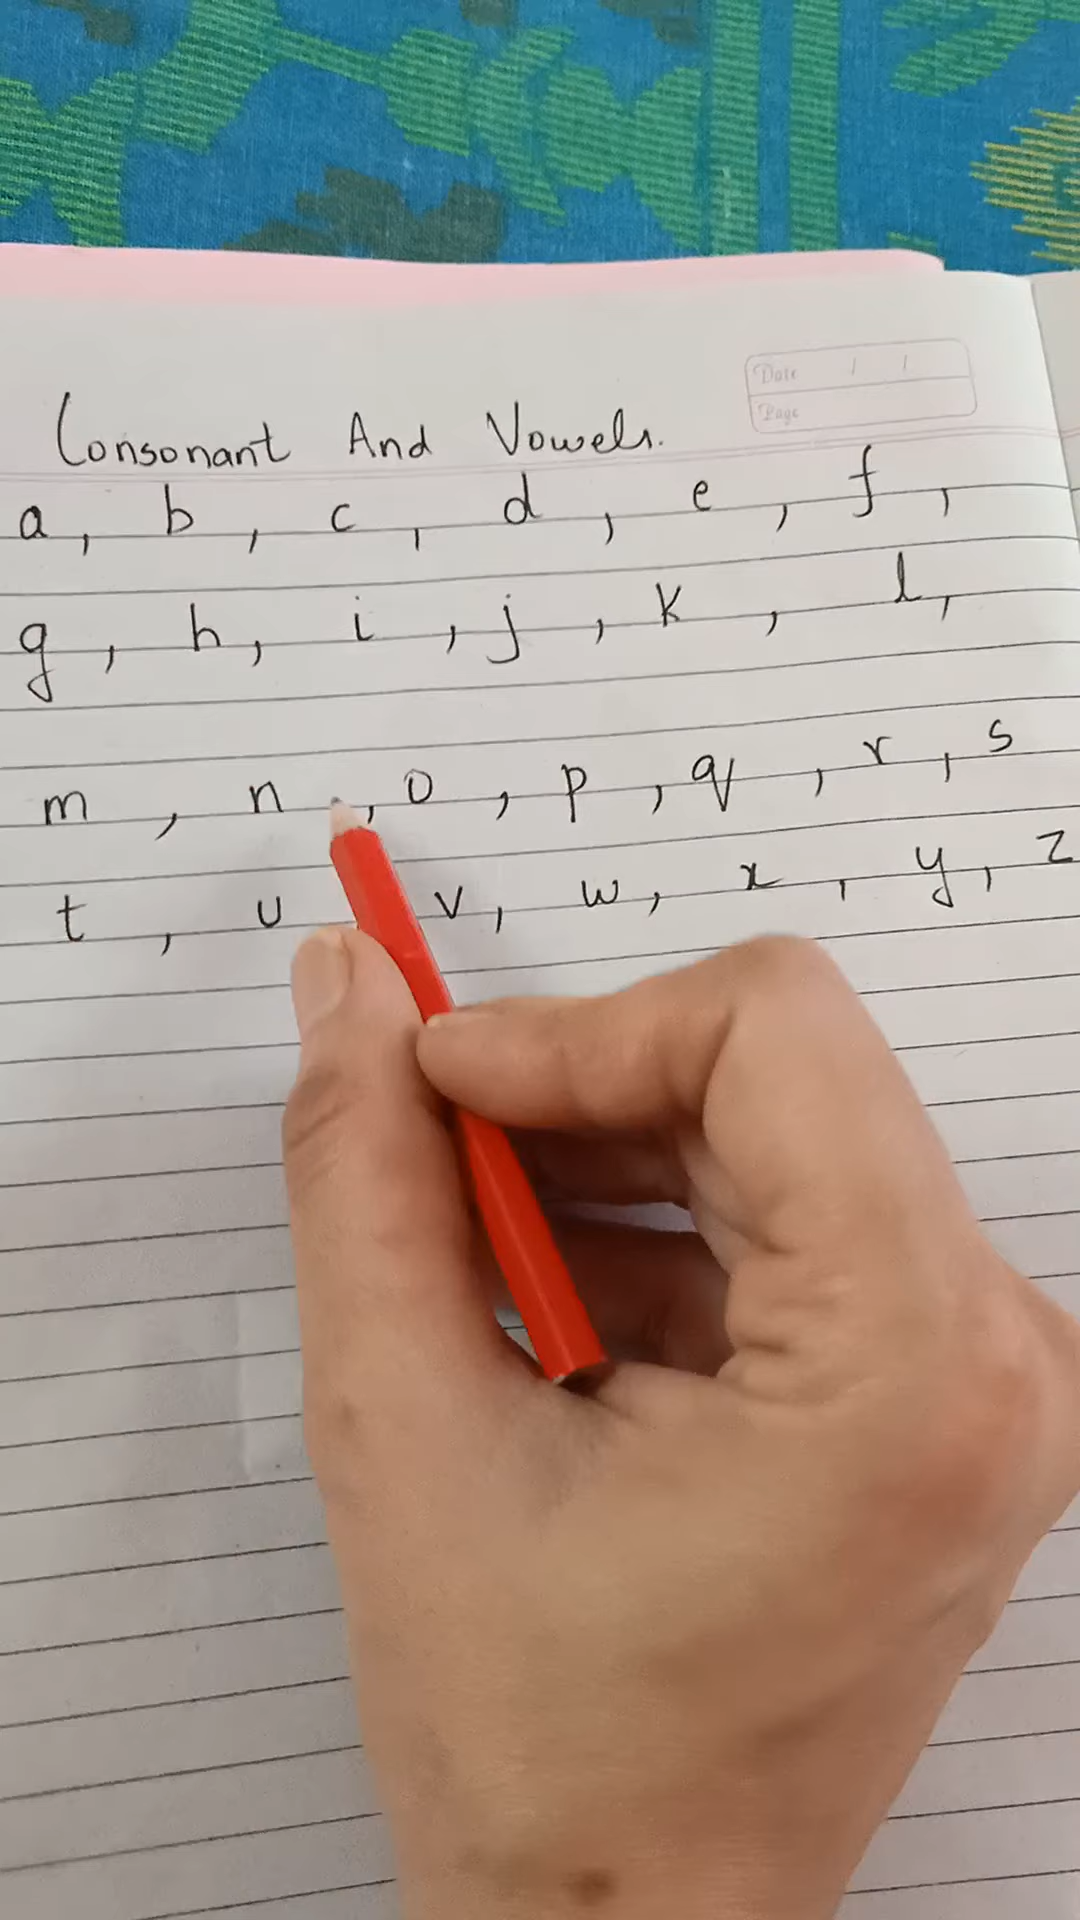 Date / /
Page
Consonant And Vowels.
a, b, c, d, e, f,
g, h, i, j, k, l,
m, n, o, p, q, r, s
t, u v, w, x, y, z